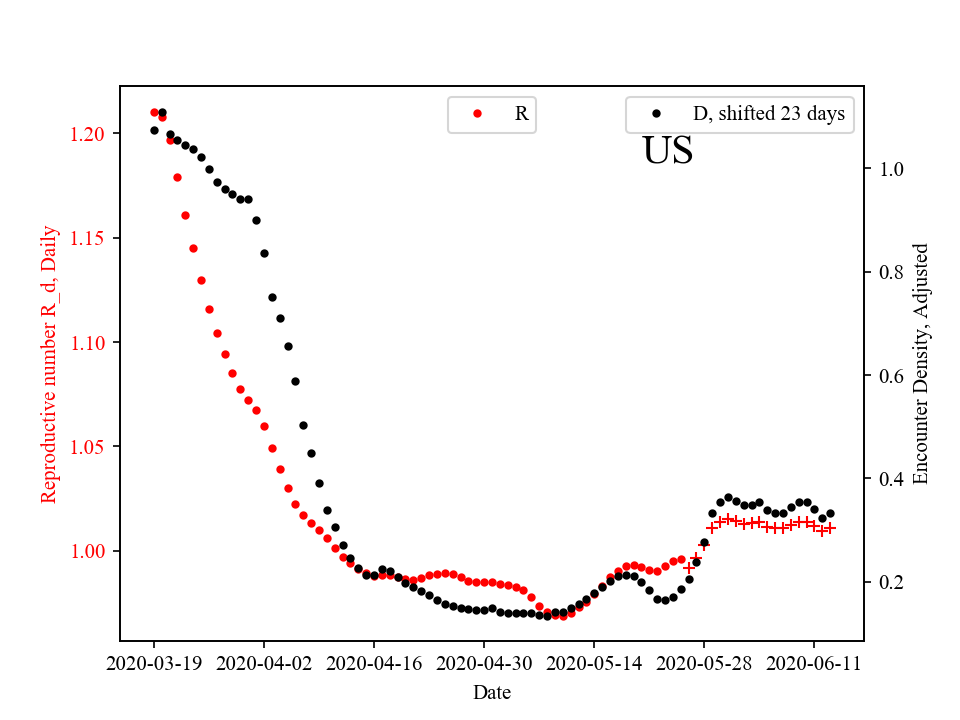 R
D, shifted 23 days
US
Reproductive number R_d, Daily
1.20
1.15
1.10
1.05
1.00
1.0
0.8
0.6
0.4
0.2
Encounter Density, Adjusted
2020-03-19 2020-04-02 2020-04-16 2020-04-30 2020-05-14 2020-05-28 2020-06-11
Date